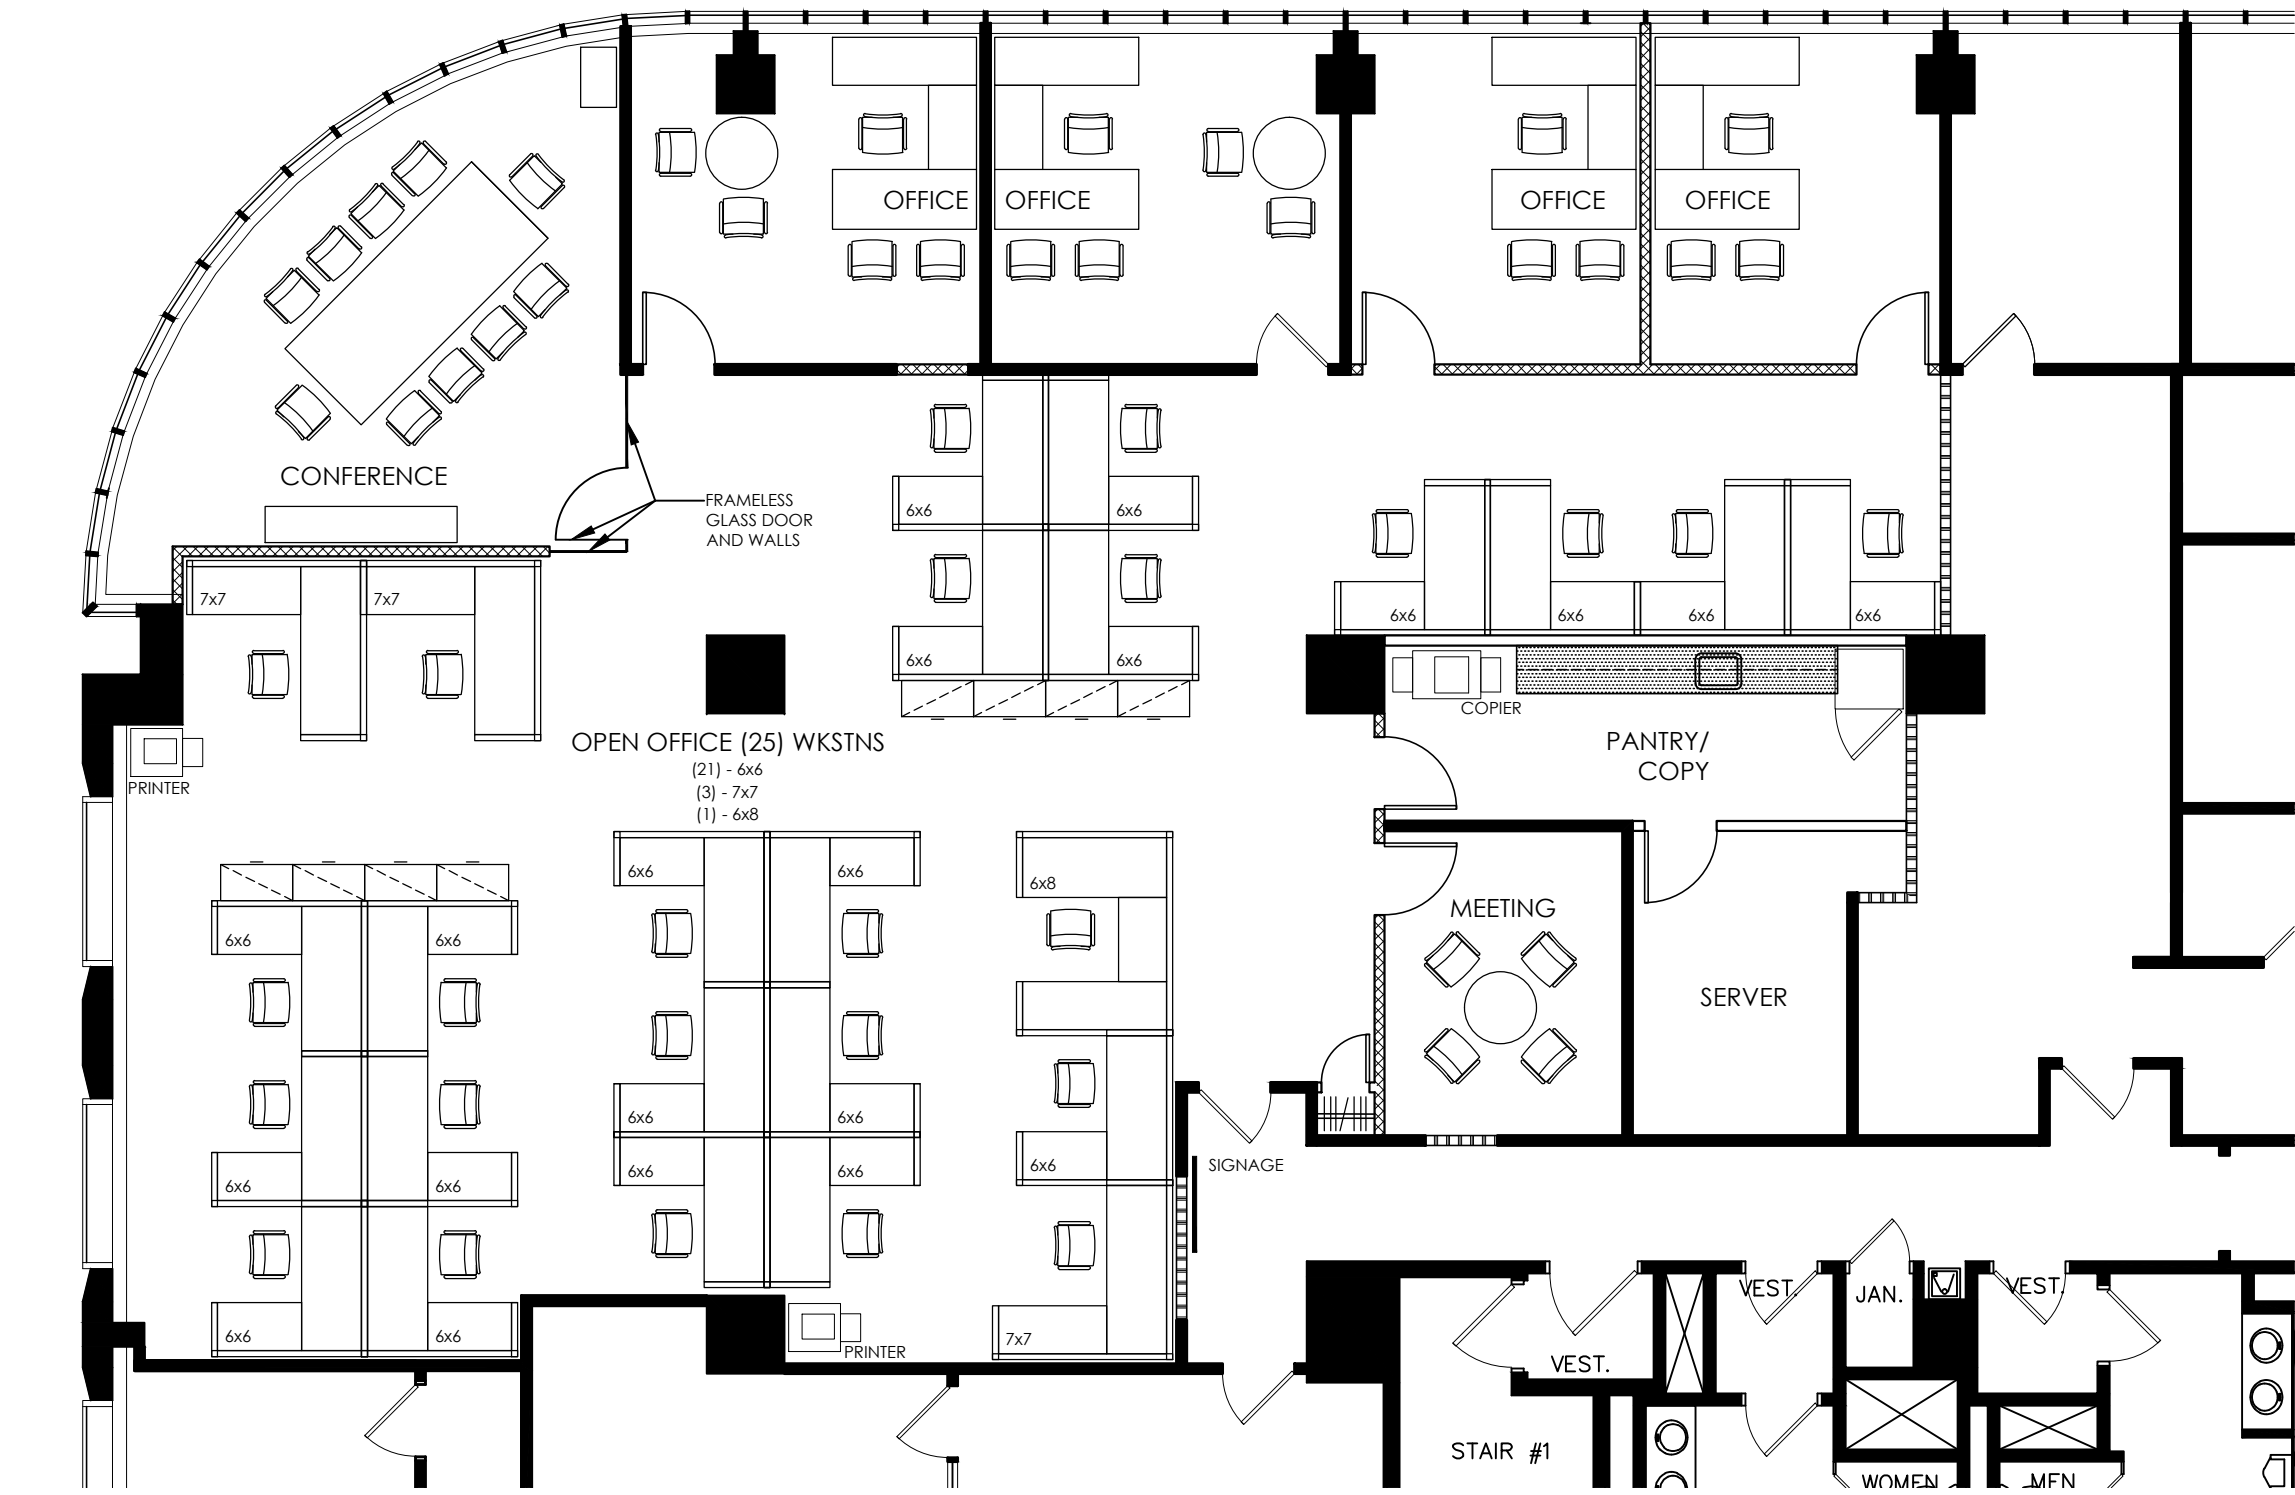 OFFICE
OFFICE
OFFICE
OFFICE
CONFERENCE
FRAMELESS
GLASS DOOR
AND WALLS
6x6
6x6
7x7
7x7
6x6
6x6
6x6
6x6
6x6
6x6
COPIER
PANTRY/
COPY
OPEN OFFICE (25) WKSTNS
(21) - 6x6
(3) - 7x7
(1) - 6x8
PRINTER
6x6
6x6
6x8
MEETING
6x6
6x6
SERVER
6x6
6x6
6x6
6x6
6x6
6x6
6x6
SIGNAGE
6x6
6x6
7x7
PRINTER
VEST.
JAN.
VEST.
VEST.
STAIR #1
WOMEN
MEN